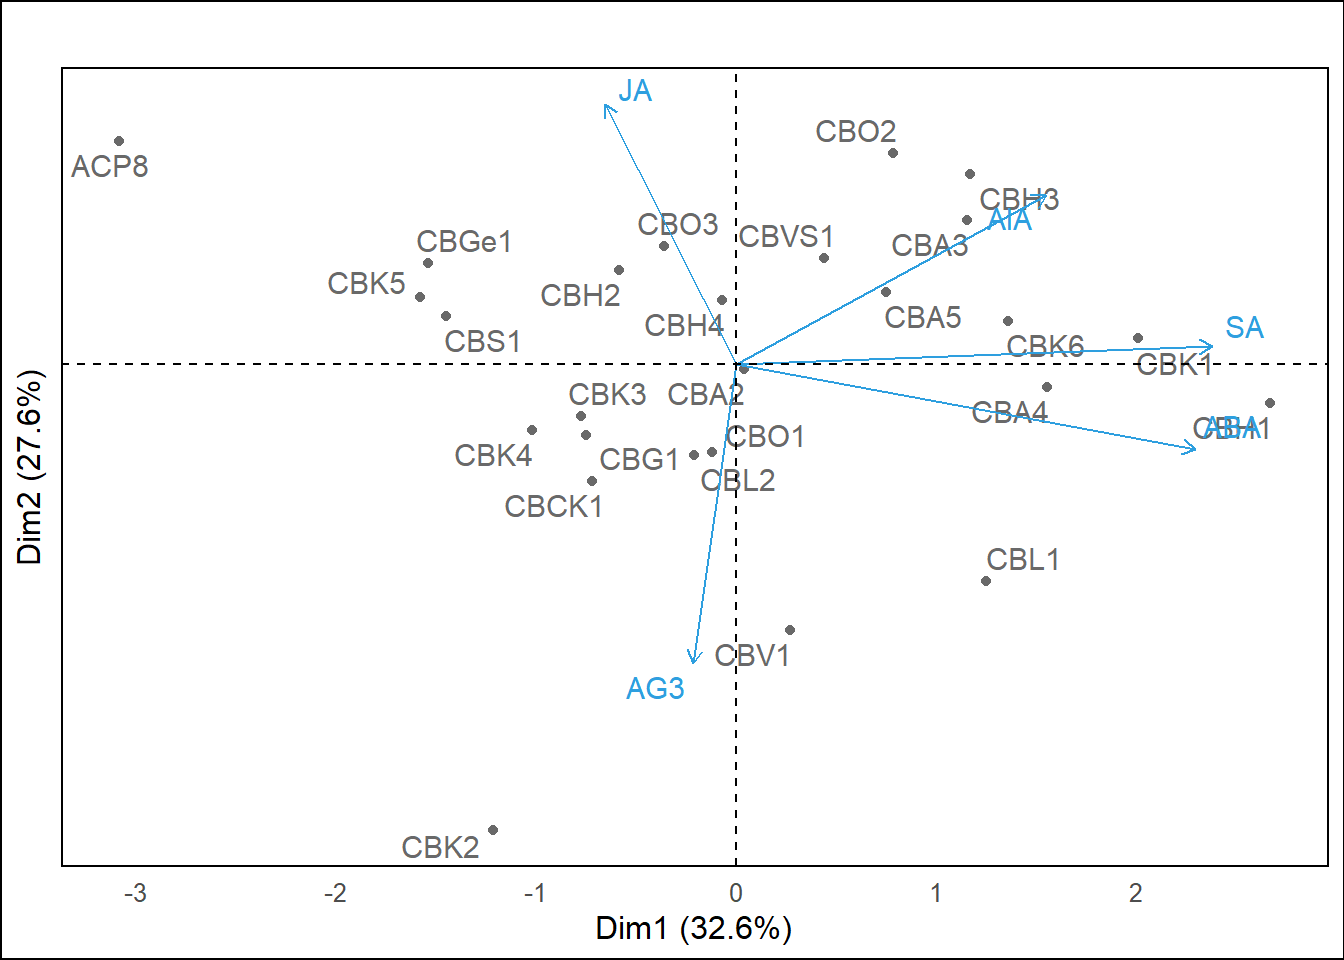 JA
CBO2
ACP8
CBH3
AIA
CBO3
CBVS1
CBGe1
CBA3
CBK5
CBH2
CBH4
CBA5
SA
CBS1
CBK6
CBK1
CBK3
CBA2
CBA4
ABA
CBH1
CBO1
CBK4
CBG1
CBL2
CBCK1
CBL1
CBV1
AG3
CBK2
-3 -2 -1 0 1 2
Dim1 (32.6%)
Dim2 (27.6%)